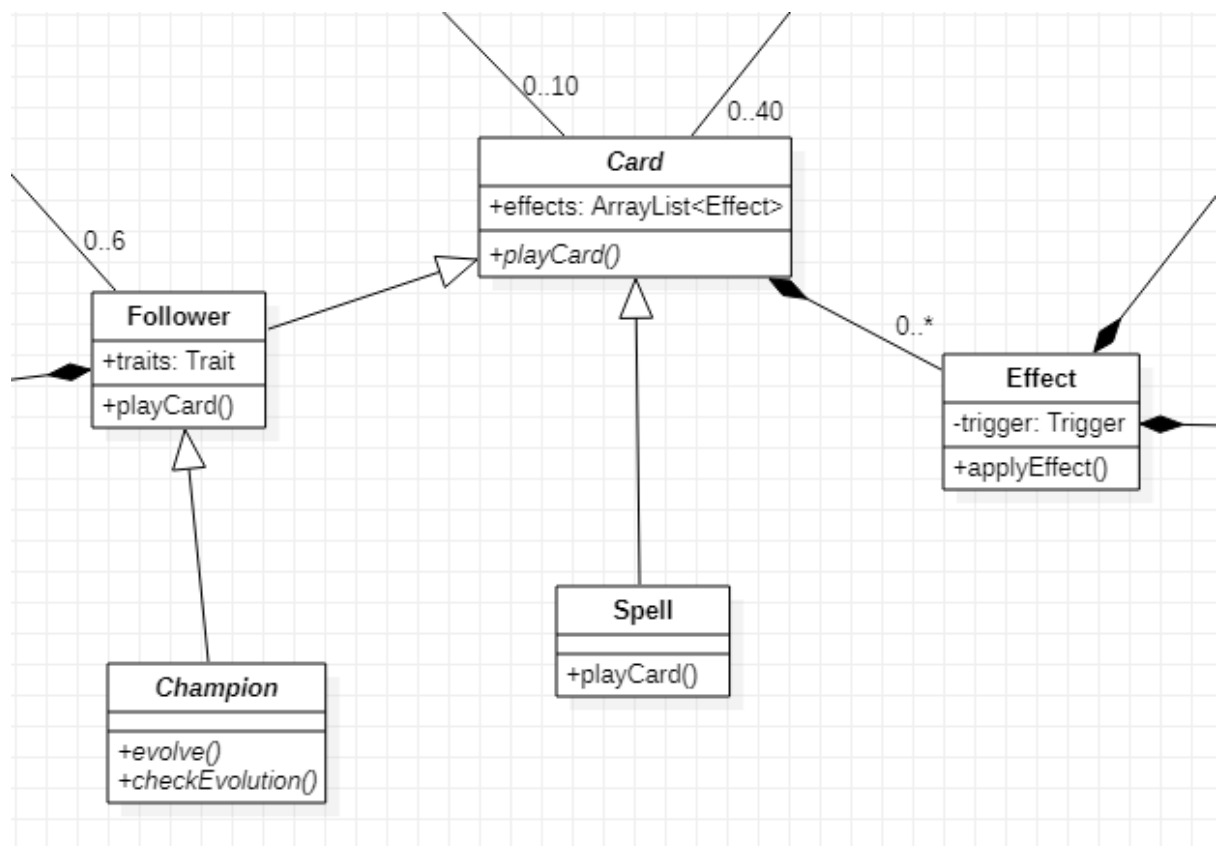 0..10
0..40
Card
+effects: ArrayList<Effect>
+playCard()
0..6
Follower
+traits: Trait
+playCard()
0..*
Effect
-trigger: Trigger
+applyEffect()
Spell
+playCard()
Champion
+evolve()
+checkEvolution()